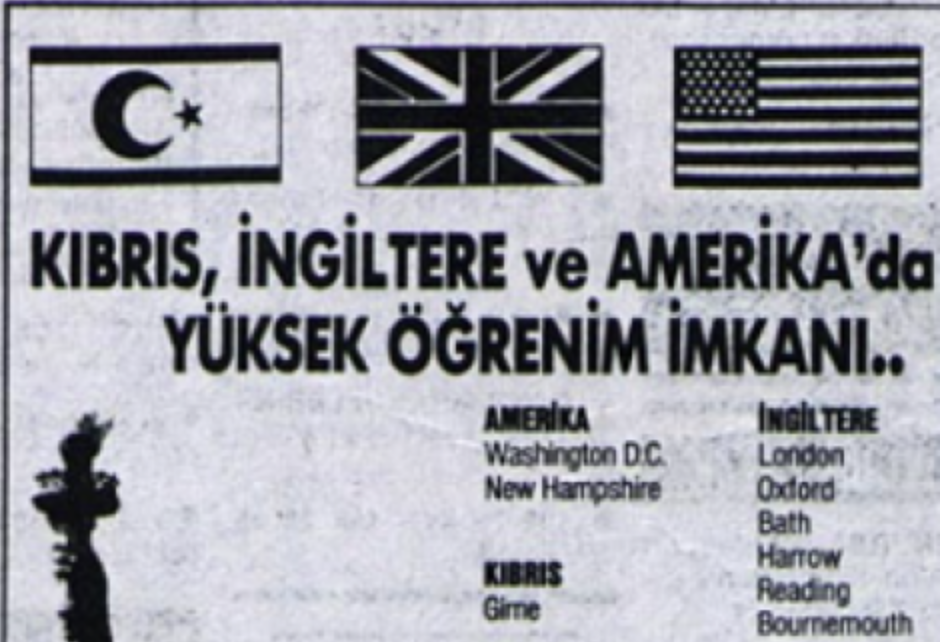 KIBRIS, İNGİLTERE ve AMERİKA'da
YÜKSEK ÖĞRENİM İMKANI..
AMERİKA
Washington D.C.
New Hampshire
KIBRIS
Girne
İNGİLTERE
London
Oxford
Bath
Harrow
Reading
Bournemouth